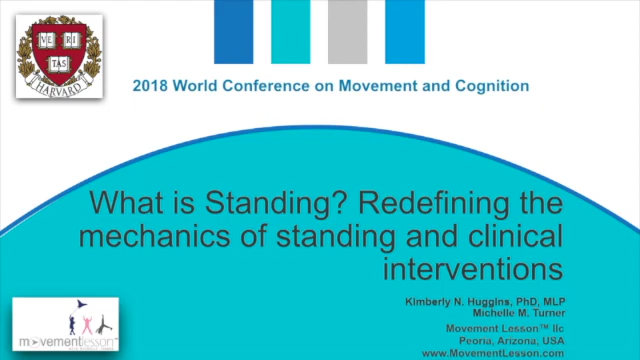 VE RI
TAS
HARVARD
2018 World Conference on Movement and Cognition
What is Standing? Redefining the
mechanics of standing and clinical
interventions
Kimberly N. Huggins, PhD, MLP
Michelle M. Turner
Movement Lesson™ llc
Peoria, Arizona, USA
www.MovementLesson.com
movementlesson